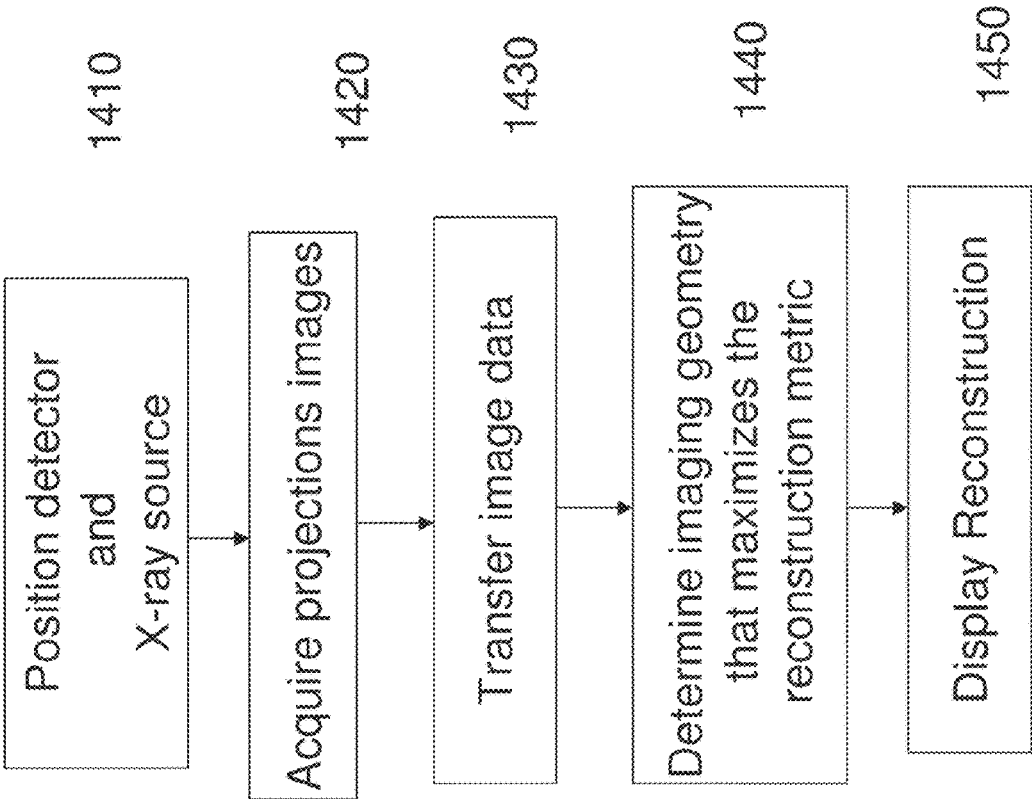 Position detector
and
X-ray source
1410
Acquire projections images
1420
Transfer image data
1430
Determine imaging geometry
that maximizes the
reconstruction metric
1440
Display Reconstruction
1450